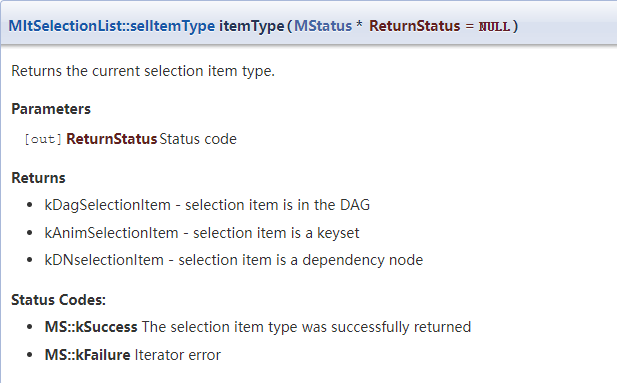 MItSelectionList::selItemType itemType(MStatus * ReturnStatus = NULL)
Returns the current selection item type.
Parameters
[out] ReturnStatus Status code
Returns
• kDagSelectionItem - selection item is in the DAG
• kAnimSelectionItem - selection item is a keyset
• kDNselectionItem - selection item is a dependency node
Status Codes:
• MS::kSuccess The selection item type was successfully returned
• MS::kFailure Iterator error